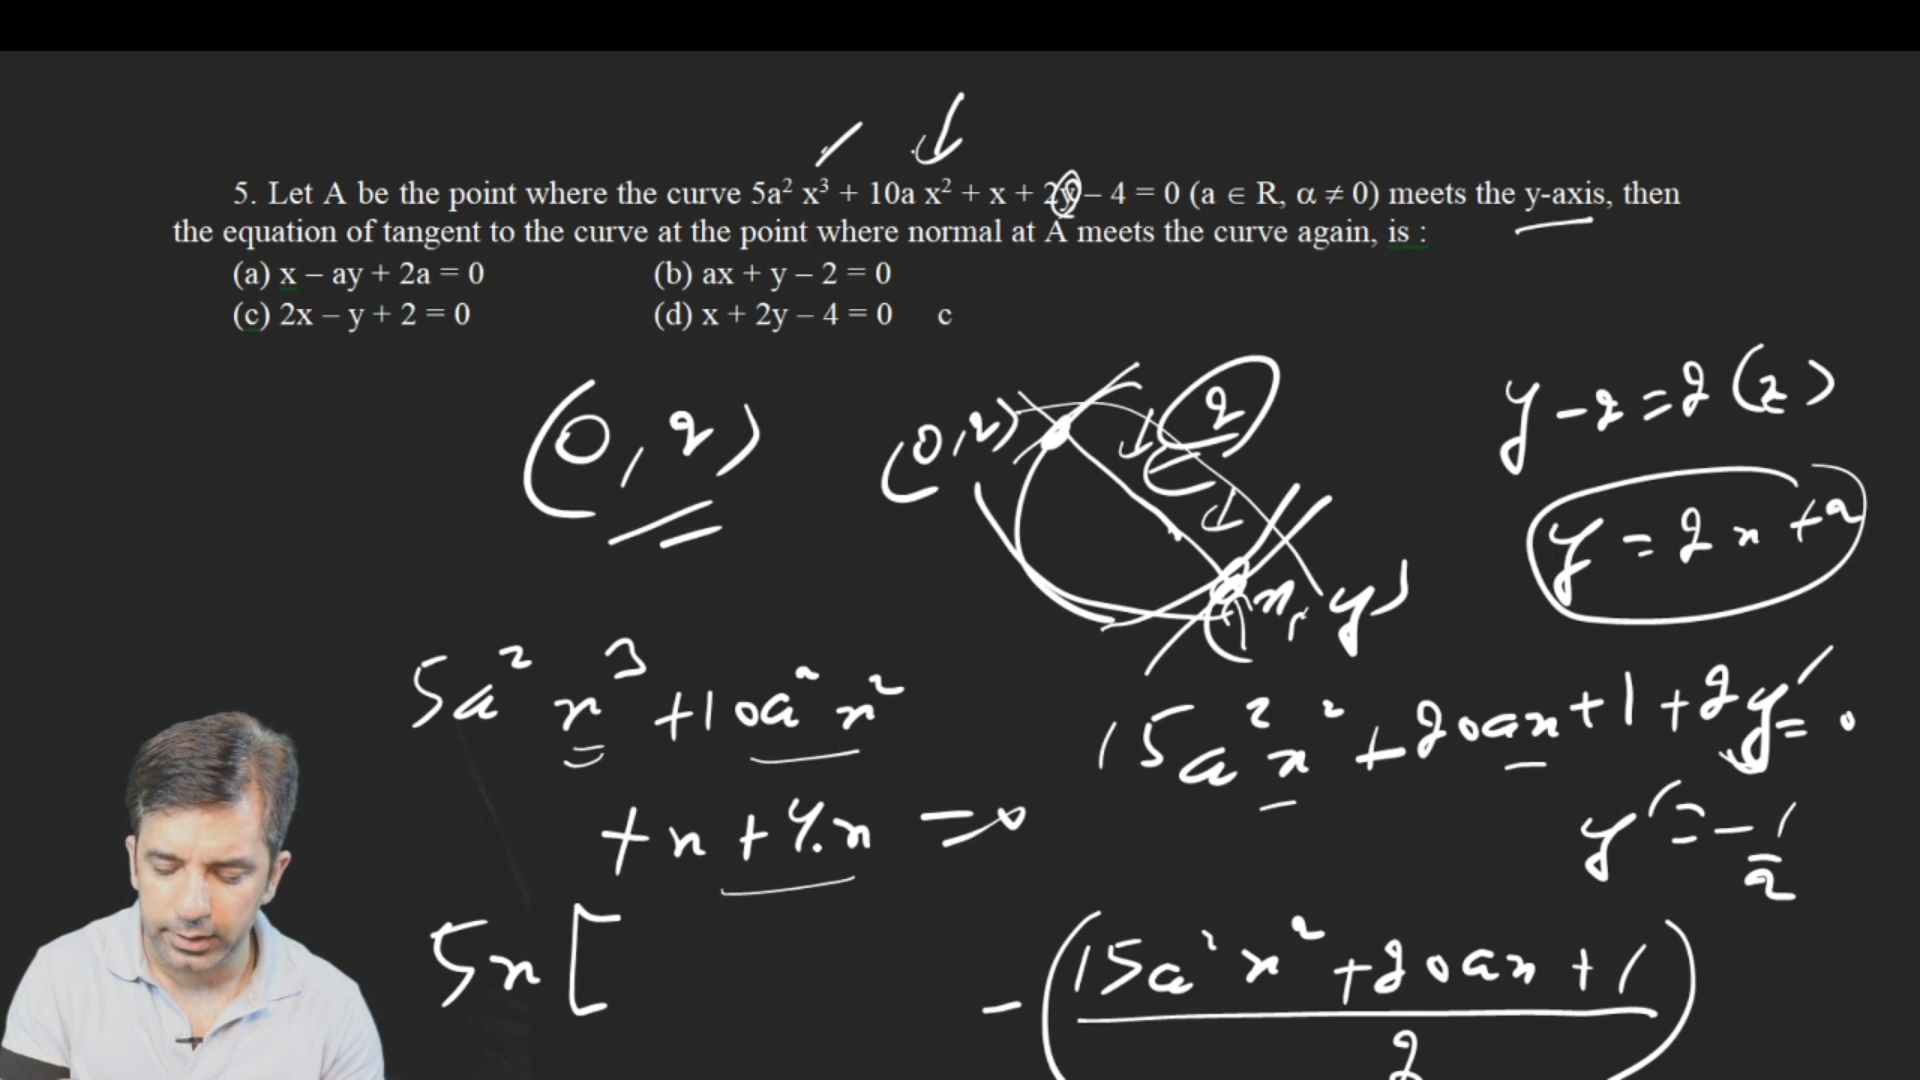 5. Let A be the point where the curve 5a² x³ + 10a x² + x + 2y – 4 = 0 (a ∈ R, α ≠ 0) meets the y-axis, then
the equation of tangent to the curve at the point where normal at A meets the curve again, is :
(a) x – ay + 2a = 0 (b) ax + y – 2 = 0
(c) 2x – y + 2 = 0 (d) x + 2y – 4 = 0 c
(0, 2)
(0, 2) 2
y - 2 = 2(x)
y = 2x + 2
(x, y)
5a² x³ + 10a x²
+ x + 4x = 0
5x [
15a²x² + 20ax + 1 + 2y' = 0
y' = - 1/2
- (15a²x² + 20ax + 1)
2